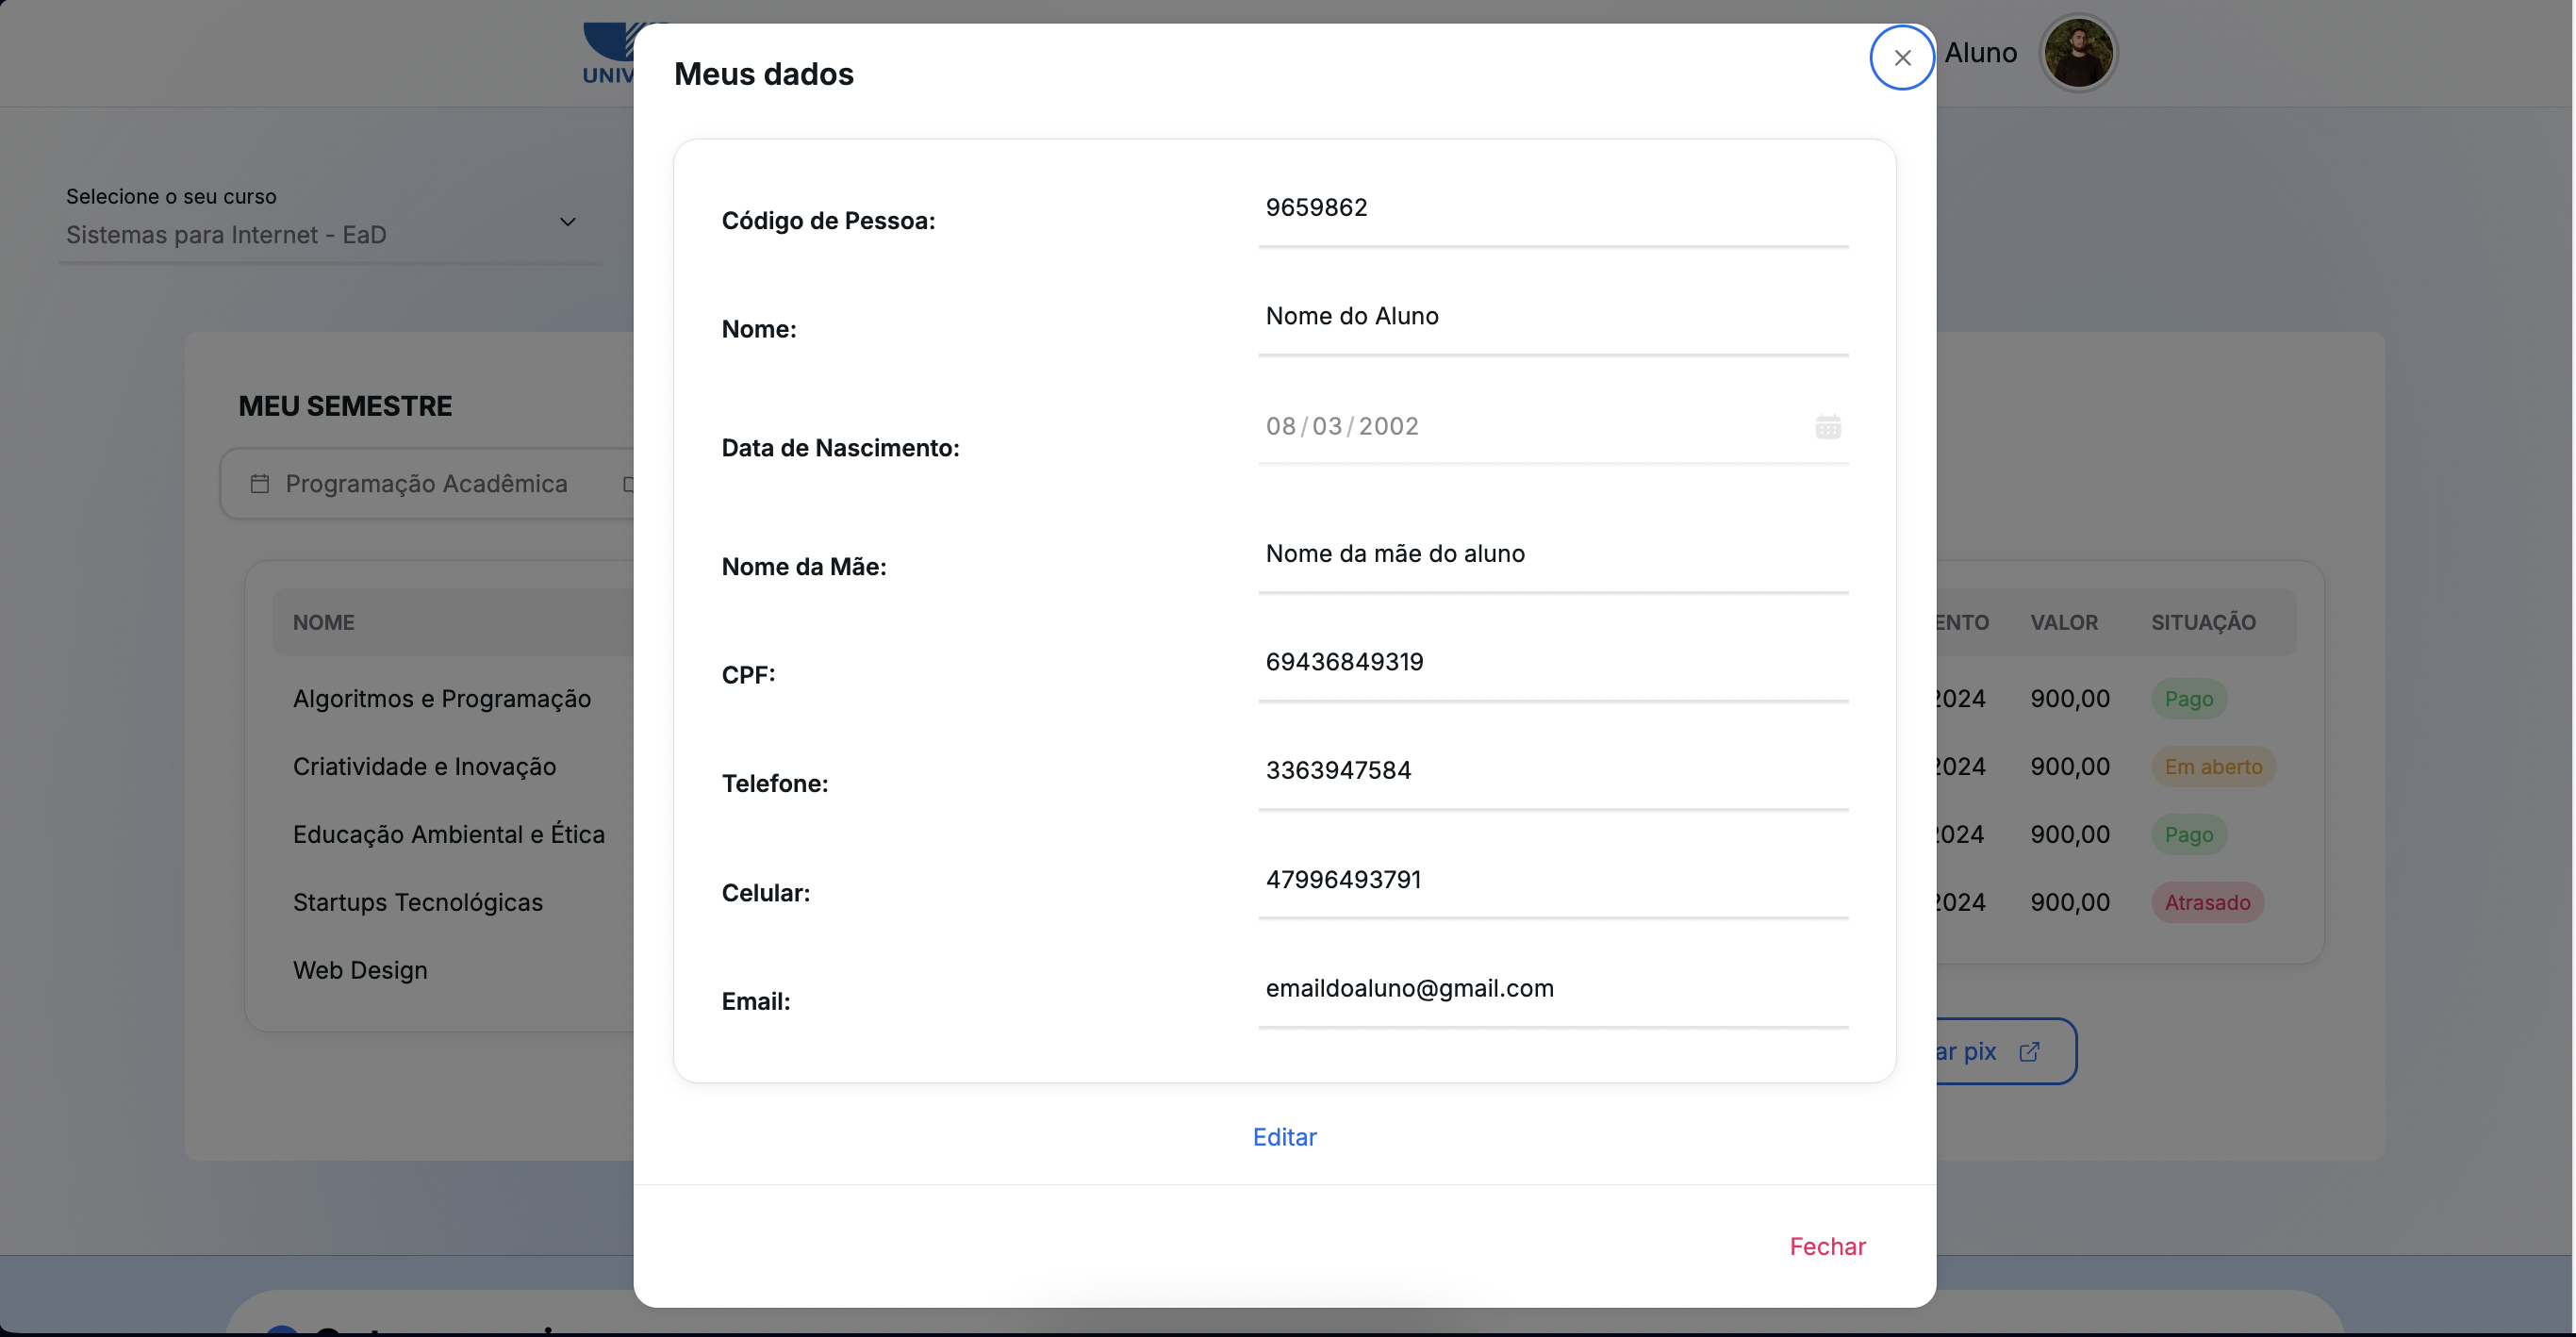 UNIV
Aluno
Meus dados
Código de Pessoa:
9659862
Nome:
Nome do Aluno
Data de Nascimento:
08/03/2002
Nome da Mãe:
Nome da mãe do aluno
CPF:
69436849319
Telefone:
3363947584
Celular:
47996493791
Email:
emaildoaluno@gmail.com
Editar
Fechar
Selecione o seu curso
Sistemas para Internet - EaD
MEU SEMESTRE
Programação Acadêmica
NOME
Algoritmos e Programação
Criatividade e Inovação
Educação Ambiental e Ética
Startups Tecnológicas
Web Design
ENTO VALOR SITUAÇÃO
2024 900,00 Pago
2024 900,00 Em aberto
2024 900,00 Pago
2024 900,00 Atrasado
ar pix